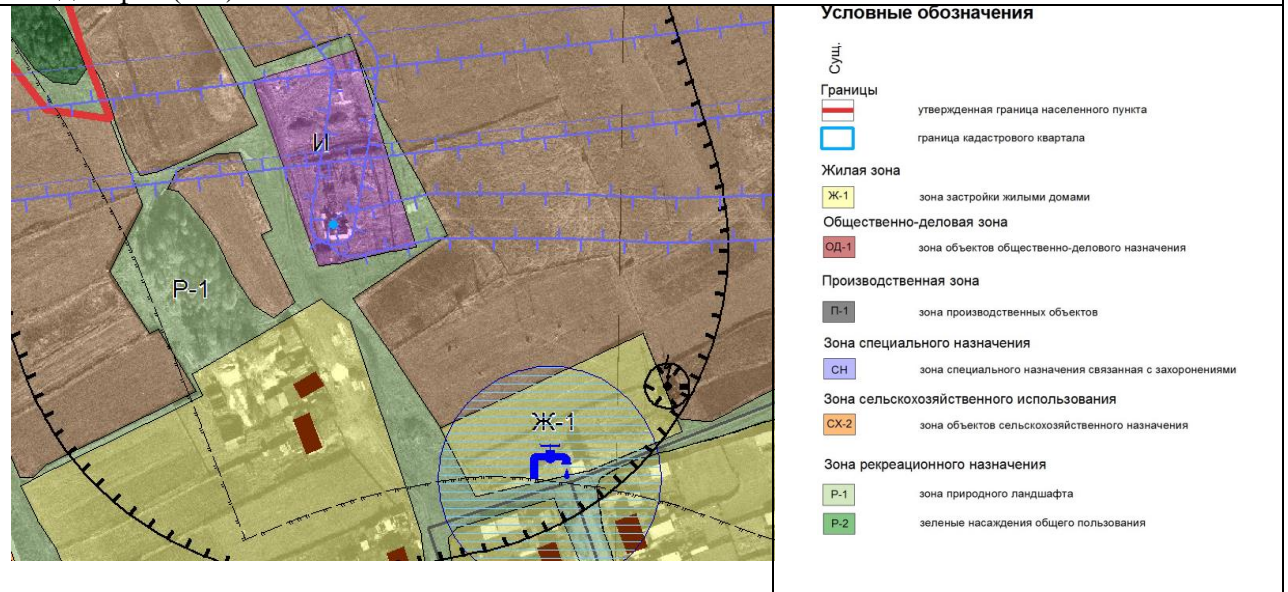 И
Р-1
Ж-1
Условные обозначения
Сущ.
Границы
утвержденная граница населенного пункта
граница кадастрового квартала
Жилая зона
Ж-1 зона застройки жилыми домами
Общественно-деловая зона
ОД-1 зона объектов общественно-делового назначения
Производственная зона
П-1 зона производственных объектов
Зона специального назначения
СН зона специального назначения связанная с захоронениями
Зона сельскохозяйственного использования
СХ-2 зона объектов сельскохозяйственного назначения
Зона рекреационного назначения
Р-1 зона природного ландшафта
Р-2 зеленые насаждения общего пользования